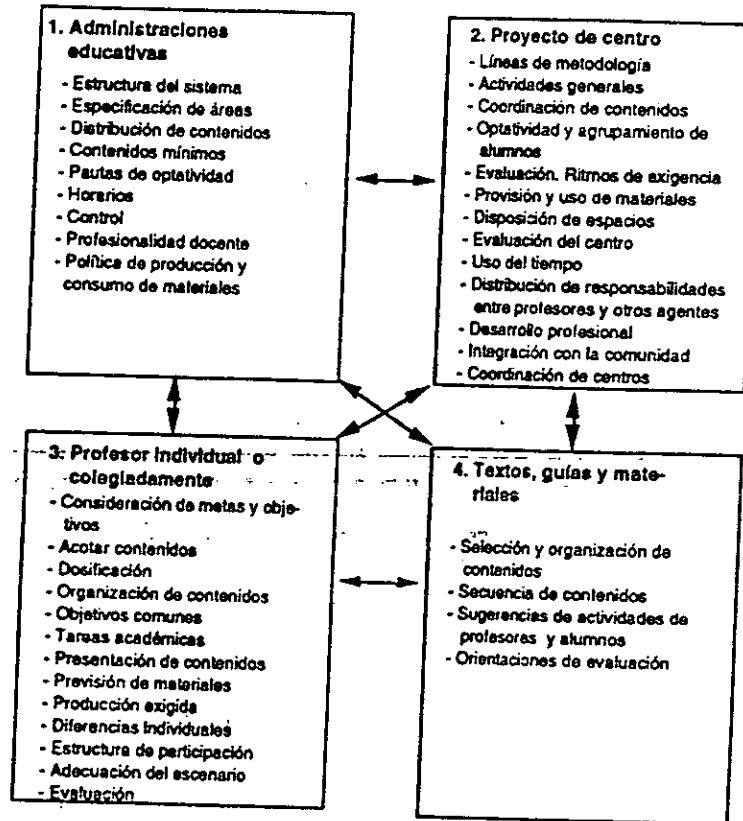 1. Administraciones
educativas
- Estructura del sistema
- Especificación de áreas
- Distribución de contenidos
- Contenidos mínimos
- Pautas de optatividad
- Horarios
- Control
- Profesionalidad docente
- Política de producción y
consumo de materiales
2. Proyecto de centro
- Líneas de metodología
- Actividades generales
- Coordinación de contenidos
- Optatividad y agrupamiento de
alumnos
- Evaluación. Ritmos de exigencia
- Provisión y uso de materiales
- Disposición de espacios
- Evaluación del centro
- Uso del tiempo
- Distribución de responsabilidades
entre profesores y otros agentes
- Desarrollo profesional
- Integración con la comunidad
- Coordinación de centros
3. Profesor Individual o
colegiadamente
- Consideración de metas y obje-
tivos
- Acotar contenidos
- Dosificación
- Organización de contenidos
- Objetivos comunes
- Tareas académicas
- Presentación de contenidos
- Previsión de materiales
- Producción exigida
- Diferencias Individuales
- Estructura de participación
- Adecuación del escenario
- Evaluación
4. Textos, guías y mate-
riales
- Selección y organización de
contenidos
- Secuencia de contenidos
- Sugerencias de actividades de
profesores y alumnos
- Orientaciones de evaluación